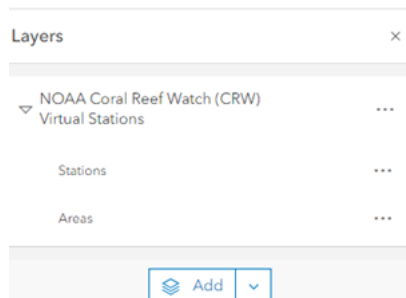 Layers
NOAA Coral Reef Watch (CRW)
Virtual Stations
Stations
Areas
Add